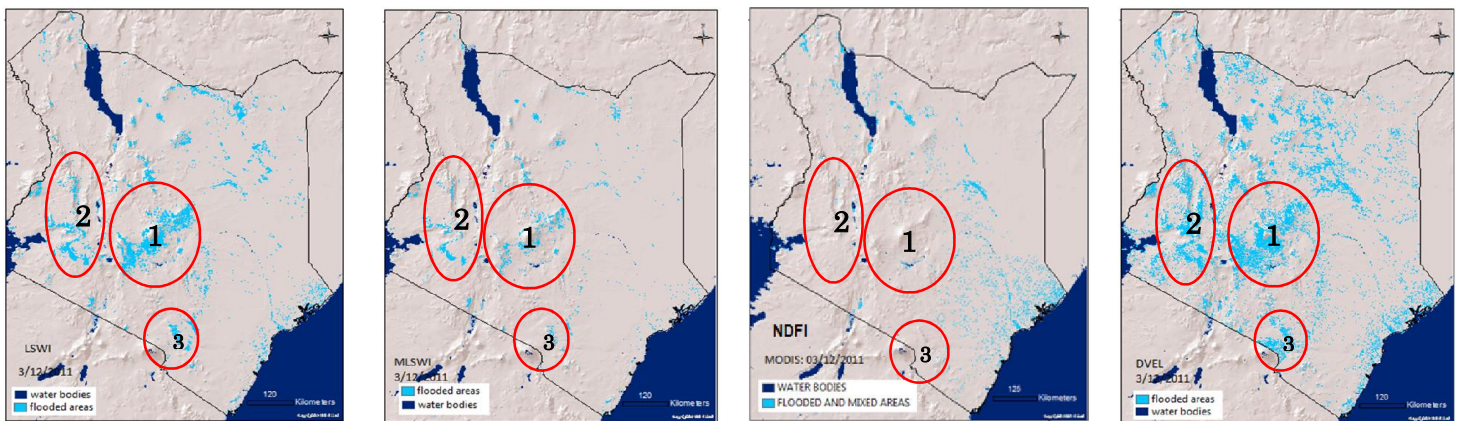 2
1
3
LSWI
3/12/2011
water bodies
flooded areas
120
Kilometers
2
1
3
MLSWI
3/12/2011
flooded areas
water bodies
120
Kilometers
2
1
3
NDFI
MODIS: 03/12/2011
WATER BODIES
FLOODED AND MIXED AREAS
125
Kilometers
2
1
3
DVEL
3/12/2011
flooded areas
water bodies
120
Kilometers